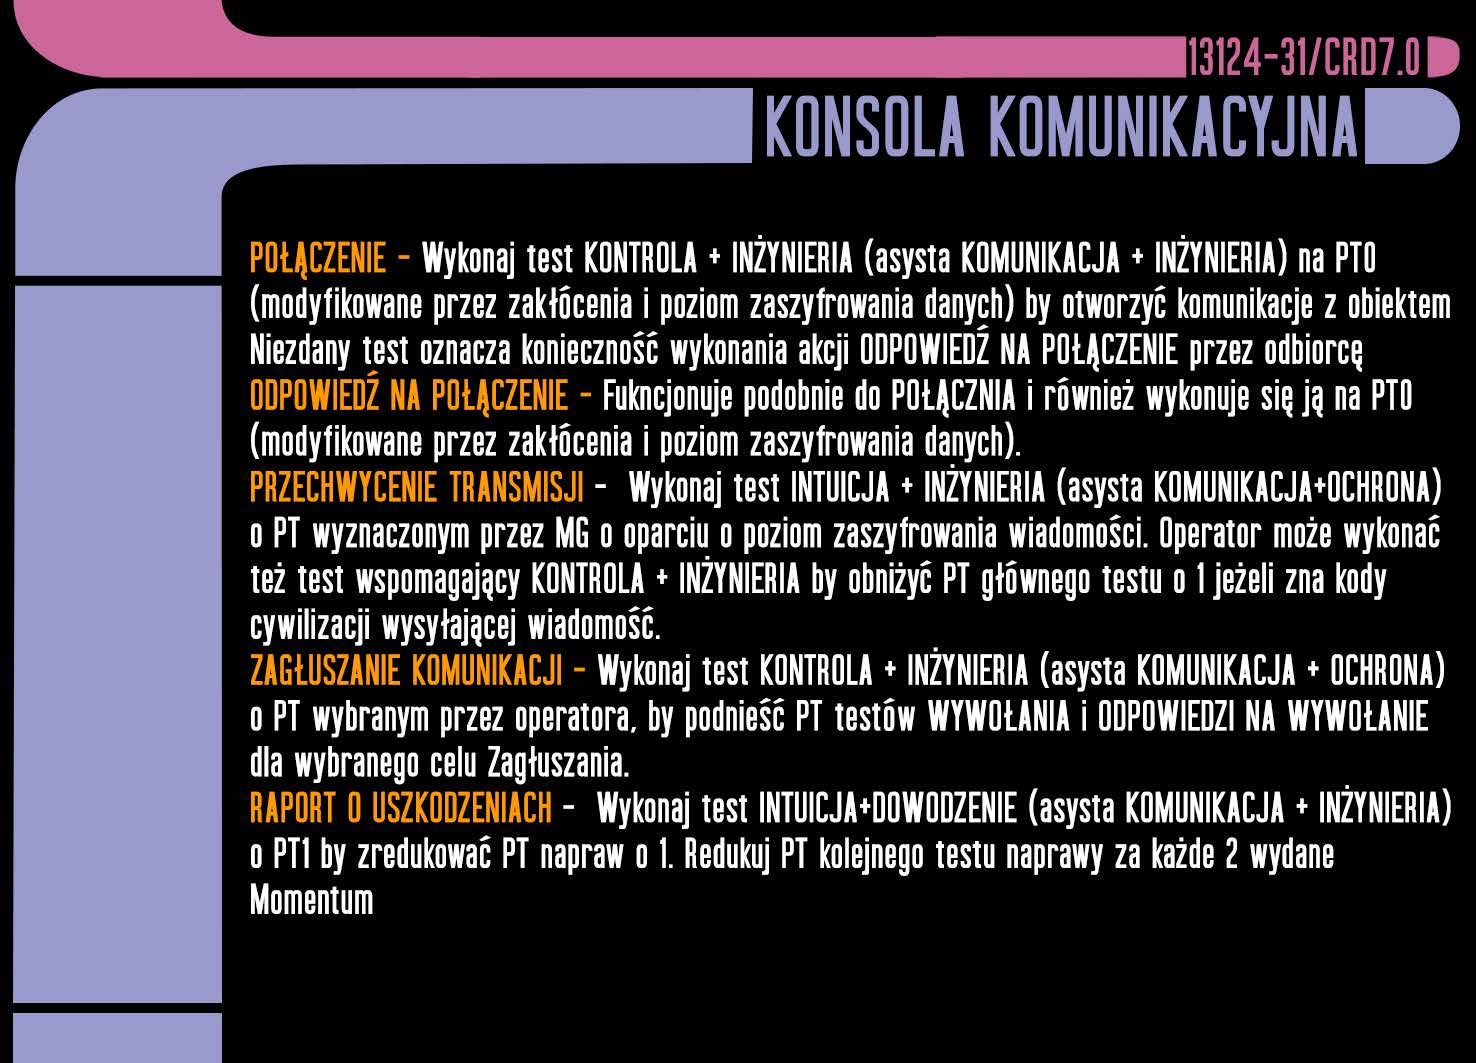 13124-31/CRD7.0
KONSOLA KOMUNIKACYJNA
POŁĄCZENIE - Wykonaj test KONTROLA + INŻYNIERIA (asysta KOMUNIKACJA + INŻYNIERIA) na PT0
(modyfikowane przez zakłócenia i poziom zaszyfrowania danych) by otworzyć komunikacje z obiektem
Niezdany test oznacza konieczność wykonania akcji ODPOWIEDŹ NA POŁĄCZENIE przez odbiorcę
ODPOWIEDŹ NA POŁĄCZENIE - Fukncjonuje podobnie do POŁĄCZNIA i również wykonuje się ją na PT0
(modyfikowane przez zakłócenia i poziom zaszyfrowania danych).
PRZECHWYCENIE TRANSMISJI - Wykonaj test INTUICJA + INŻYNIERIA (asysta KOMUNIKACJA+OCHRONA)
o PT wyznaczonym przez MG o oparciu o poziom zaszyfrowania wiadomości. Operator może wykonać
też test wspomagający KONTROLA + INŻYNIERIA by obniżyć PT głównego testu o 1 jeżeli zna kody
cywilizacji wysyłającej wiadomość.
ZAGŁUSZANIE KOMUNIKACJI - Wykonaj test KONTROLA + INŻYNIERIA (asysta KOMUNIKACJA + OCHRONA)
o PT wybranym przez operatora, by podnieść PT testów WYWOŁANIA i ODPOWIEDZI NA WYWOŁANIE
dla wybranego celu Zagłuszania.
RAPORT O USZKODZENIACH - Wykonaj test INTUICJA+DOWODZENIE (asysta KOMUNIKACJA + INŻYNIERIA)
o PT1 by zredukować PT napraw o 1. Redukuj PT kolejnego testu naprawy za każde 2 wydane
Momentum